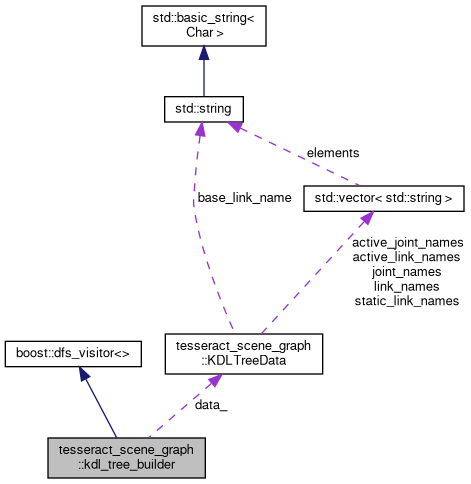 std::basic_string<
Char >
std::string
elements
base_link_name
std::vector< std::string >
active_joint_names
active_link_names
joint_names
link_names
static_link_names
boost::dfs_visitor<>
tesseract_scene_graph
::KDLTreeData
data_
tesseract_scene_graph
::kdl_tree_builder